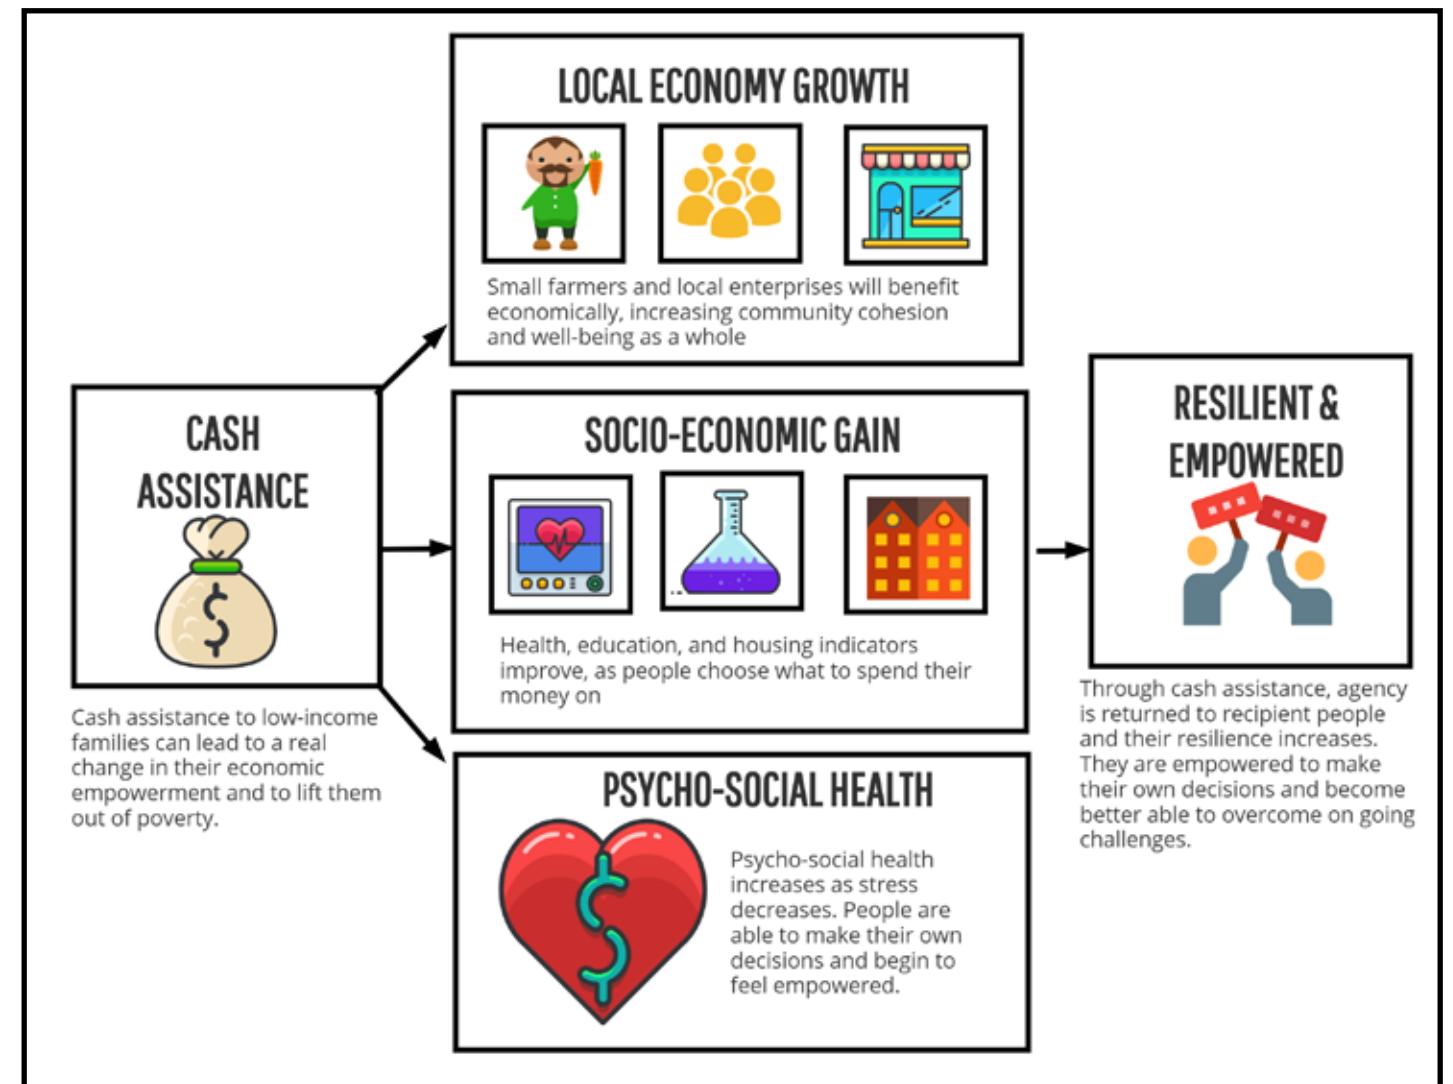 LOCAL ECONOMY GROWTH
Small farmers and local enterprises will benefit
economically, increasing community cohesion
and well-being as a whole
CASH
ASSISTANCE
Cash assistance to low-income
families can lead to a real
change in their economic
empowerment and to lift them
out of poverty.
SOCIO-ECONOMIC GAIN
Health, education, and housing indicators
improve, as people choose what to spend their
money on
PSYCHO-SOCIAL HEALTH
Psycho-social health
increases as stress
decreases. People are
able to make their own
decisions and begin to
feel empowered.
RESILIENT &
EMPOWERED
Through cash assistance, agency
is returned to recipient people
and their resilience increases.
They are empowered to make
their own decisions and become
better able to overcome on going
challenges.